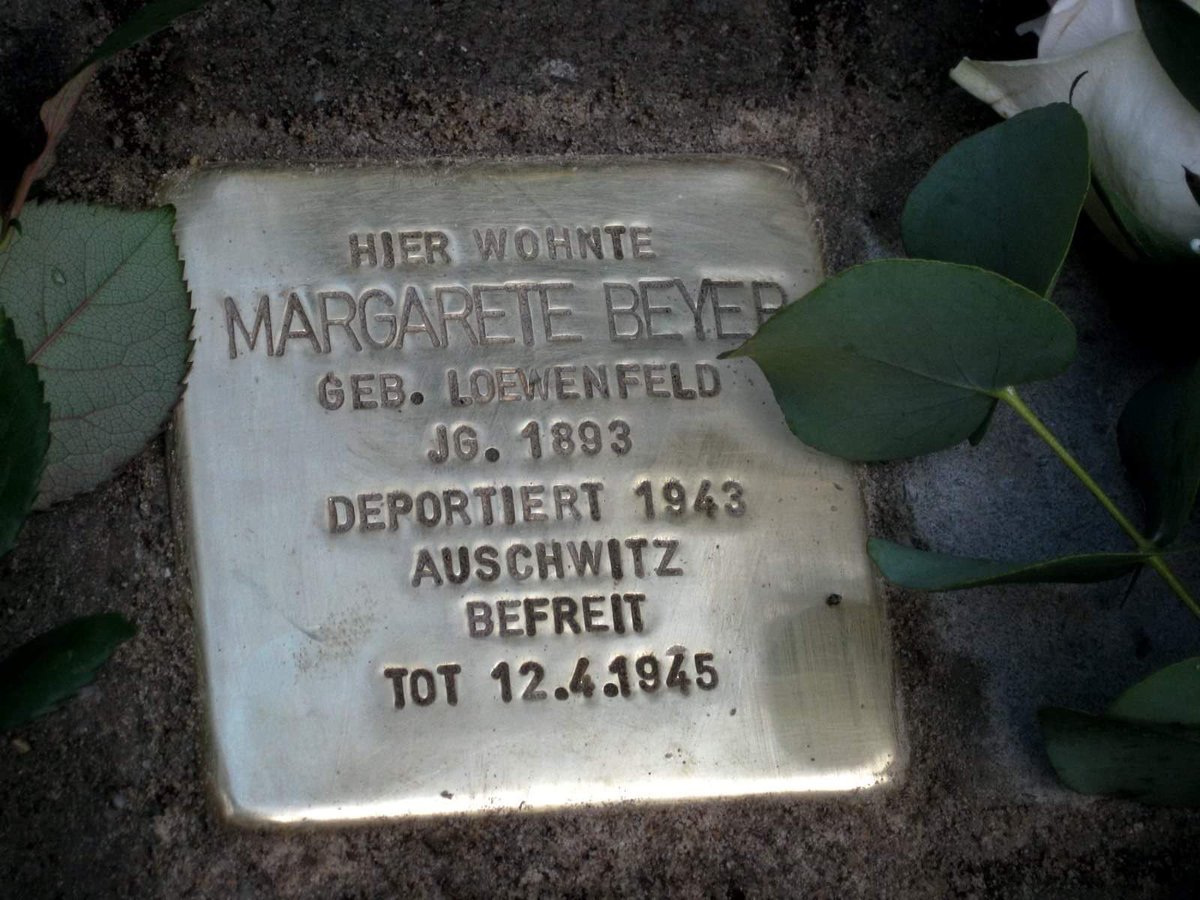 HIER WOHNTE
MARGARETE BEYER
GEB. LOEWENFELD
JG. 1893
DEPORTIERT 1943
AUSCHWITZ
BEFREIT
TOT 12.4.1945